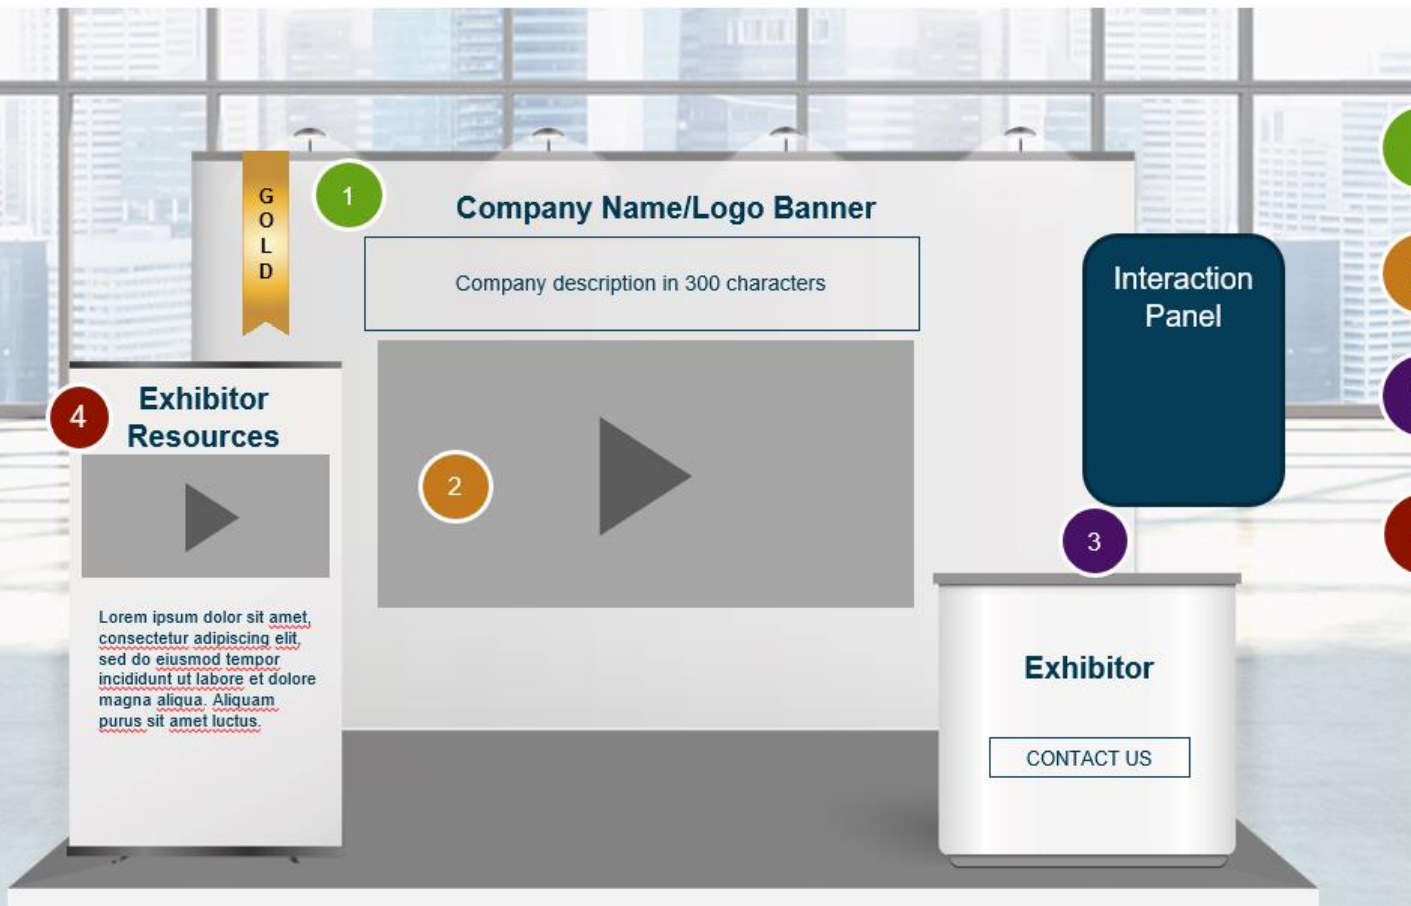 G
O
L
D
1
Company Name/Logo Banner
Company description in 300 characters
Interaction
Panel
4
Exhibitor
Resources
2
3
Lorem ipsum dolor sit amet,
consectetur adipiscing elit,
sed do eiusmod tempor
incididunt ut labore et dolore
magna aliqua. Aliquam
purus sit amet luctus.
Exhibitor
CONTACT US